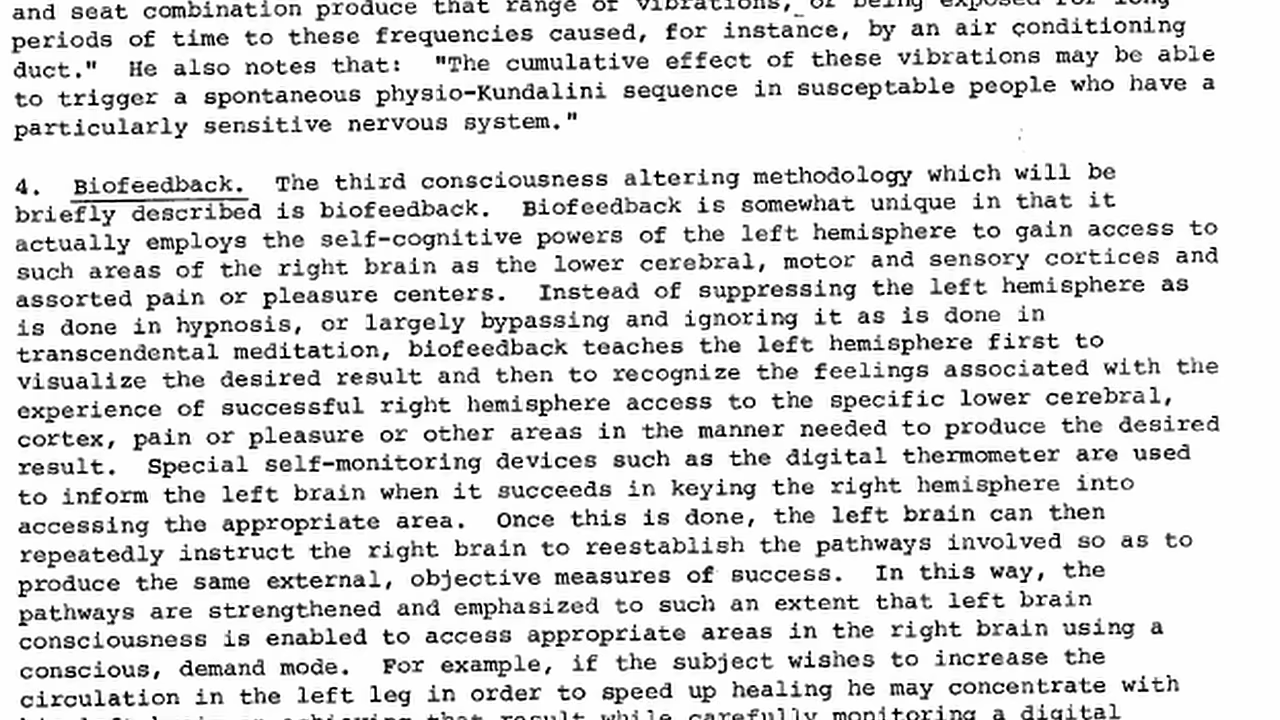 and seat combination produce that range of vibrations, or being exposed for long
periods of time to these frequencies caused, for instance, by an air conditioning
duct."  He also notes that:  "The cumulative effect of these vibrations may be able
to trigger a spontaneous physio-Kundalini sequence in susceptable people who have a
particularly sensitive nervous system."
4.  Biofeedback.  The third consciousness altering methodology which will be
briefly described is biofeedback.  Biofeedback is somewhat unique in that it
actually employs the self-cognitive powers of the left hemisphere to gain access to
such areas of the right brain as the lower cerebral, motor and sensory cortices and
assorted pain or pleasure centers.  Instead of suppressing the left hemisphere as
is done in hypnosis, or largely bypassing and ignoring it as is done in
transcendental meditation, biofeedback teaches the left hemisphere first to
visualize the desired result and then to recognize the feelings associated with the
experience of successful right hemisphere access to the specific lower cerebral,
cortex, pain or pleasure or other areas in the manner needed to produce the desired
result.  Special self-monitoring devices such as the digital thermometer are used
to inform the left brain when it succeeds in keying the right hemisphere into
accessing the appropriate area.  Once this is done, the left brain can then
repeatedly instruct the right brain to reestablish the pathways involved so as to
produce the same external, objective measures of success.  In this way, the
pathways are strengthened and emphasized to such an extent that left brain
consciousness is enabled to access appropriate areas in the right brain using a
conscious, demand mode.  For example, if the subject wishes to increase the
circulation in the left leg in order to speed up healing he may concentrate with
his left brain on achieving that result while carefully monitoring a digital